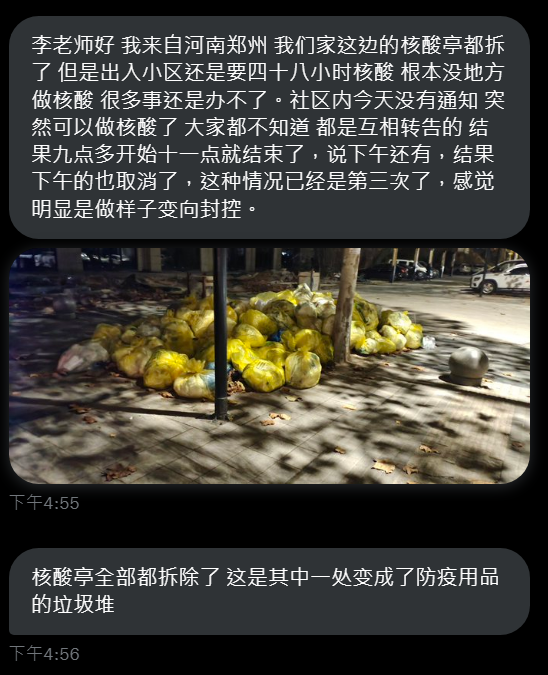 李老师好 我来自河南郑州 我们家这边的核酸亭都拆
了 但是出入小区还是要四十八小时核酸 根本没地方
做核酸 很多事还是办不了。社区内今天没有通知 突
然可以做核酸了 大家都不知道 都是互相转告的 结
果九点多开始十一点就结束了，说下午还有，结果
下午的也取消了，这种情况已经是第三次了，感觉
明显是做样子变向封控。
下午4:55
核酸亭全部都拆除了 这是其中一处变成了防疫用品
的垃圾堆
下午4:56